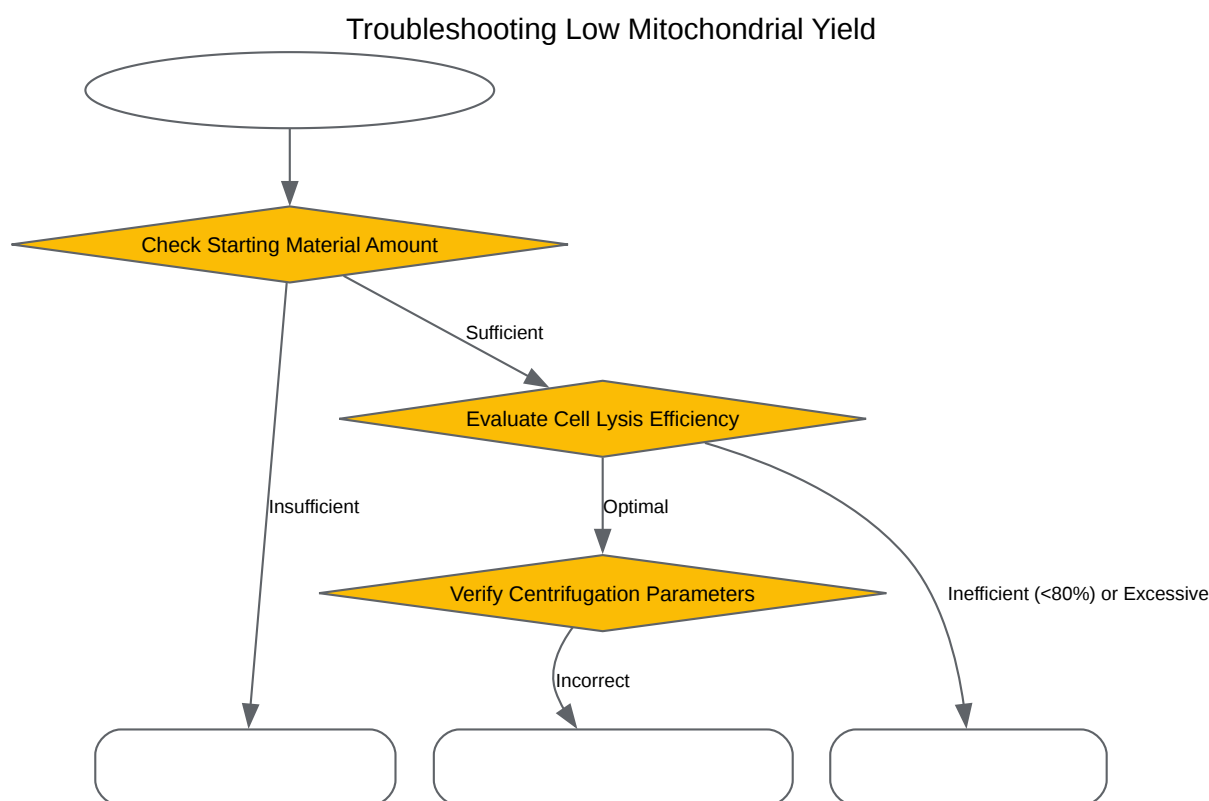 Troubleshooting Low Mitochondrial Yield
Check Starting Material Amount
Sufficient
Evaluate Cell Lysis Efficiency
Insufficient
Optimal
Verify Centrifugation Parameters
Inefficient (<80%) or Excessive
Incorrect